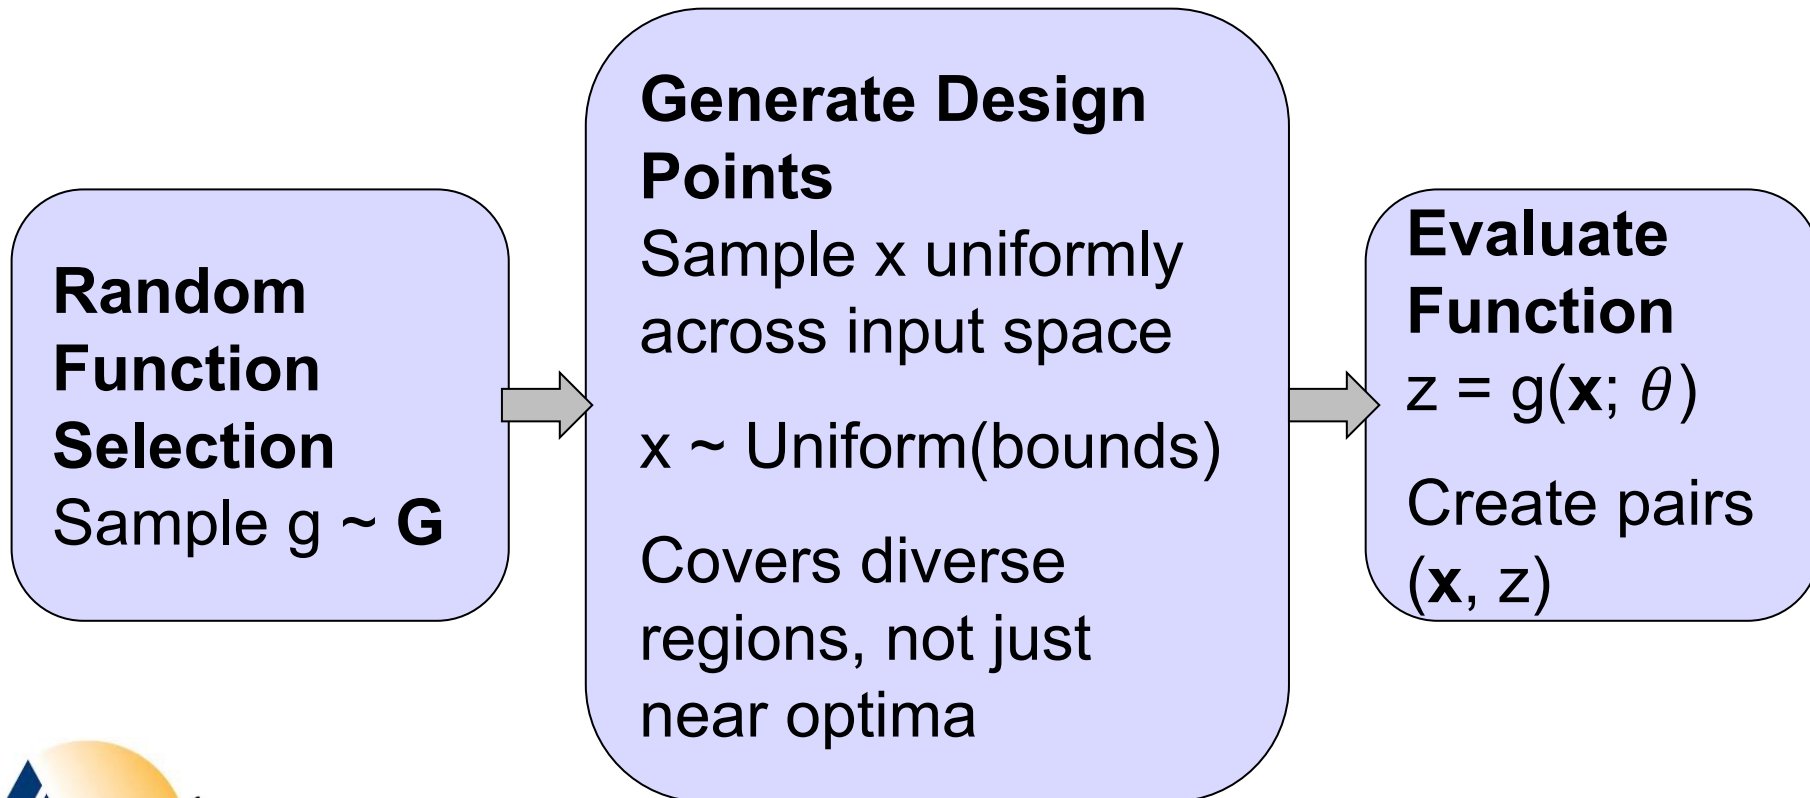 Random
Function
Selection
Sample g ~ G
Generate Design
Points
Sample x uniformly
across input space
x ~ Uniform(bounds)
Covers diverse
regions, not just
near optima
Evaluate
Function
z = g(x; θ)
Create pairs
(x, z)